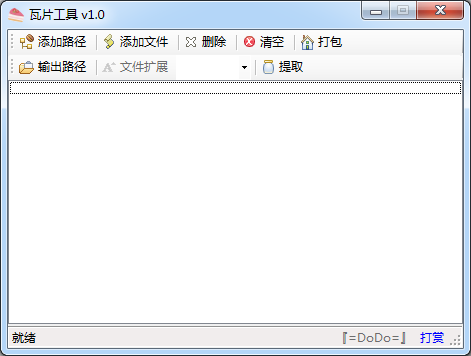 瓦片工具 v1.0
添加路径 添加文件 删除 清空 打包
输出路径 A 文件扩展 提取
就绪 『=DoDo=』 打赏